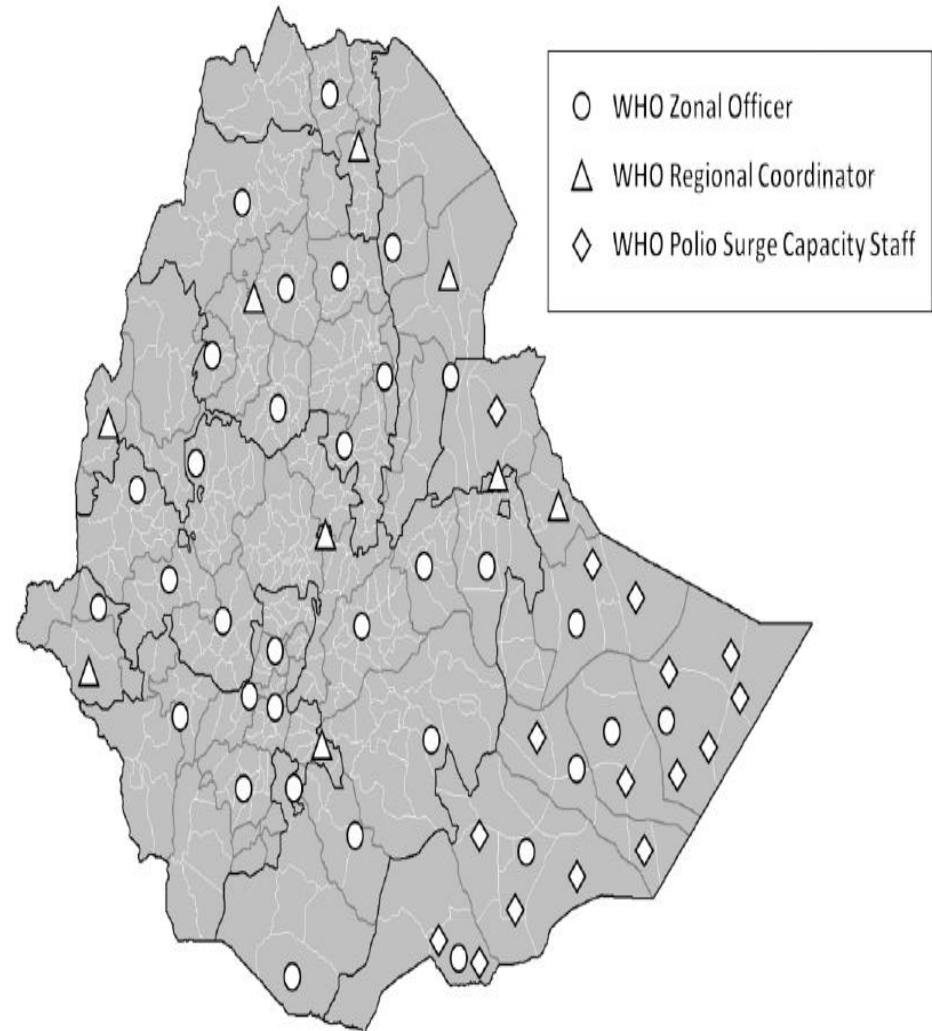 WHO Zonal Officer
WHO Regional Coordinator
WHO Polio Surge Capacity Staff